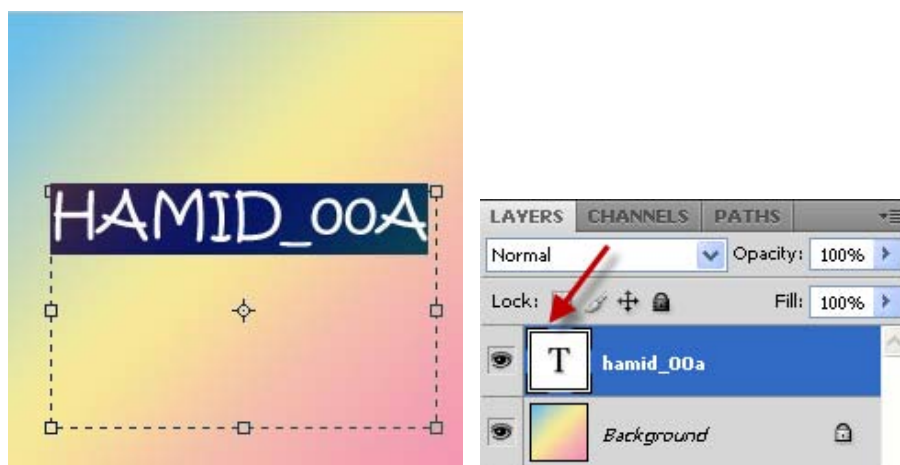 HAMID_00A
LAYERS CHANNELS PATHS
Normal Opacity: 100%
Lock: Fill: 100%
T hamid_00a
Background